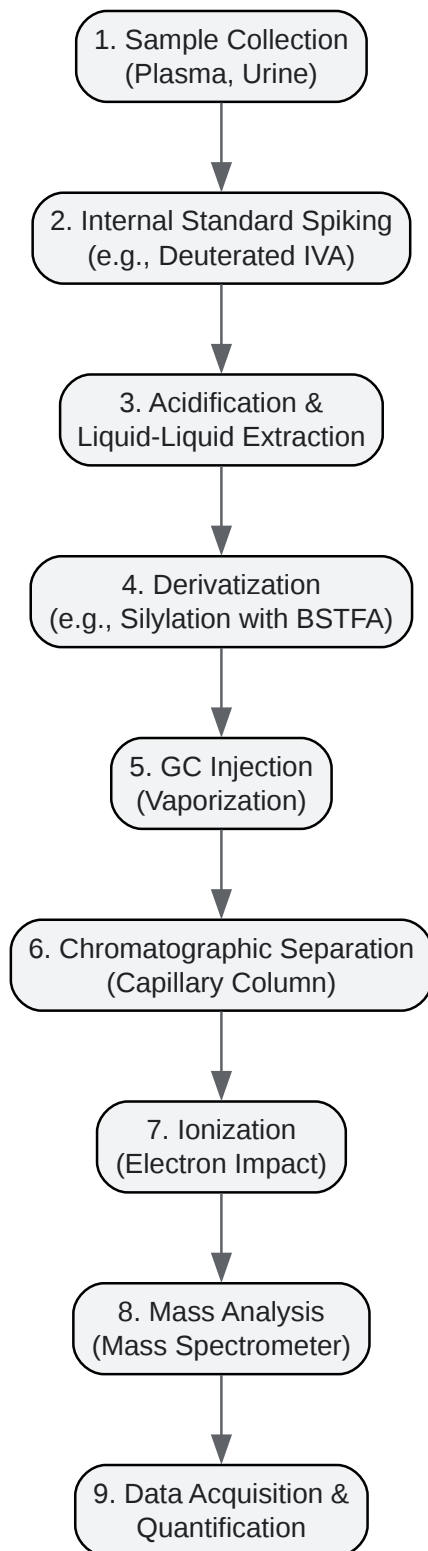 1. Sample Collection
(Plasma, Urine)
2. Internal Standard Spiking
(e.g., Deuterated IVA)
3. Acidification &
Liquid-Liquid Extraction
4. Derivatization
(e.g., Silylation with BSTFA)
5. GC Injection
(Vaporization)
6. Chromatographic Separation
(Capillary Column)
7. Ionization
(Electron Impact)
8. Mass Analysis
(Mass Spectrometer)
9. Data Acquisition &
Quantification